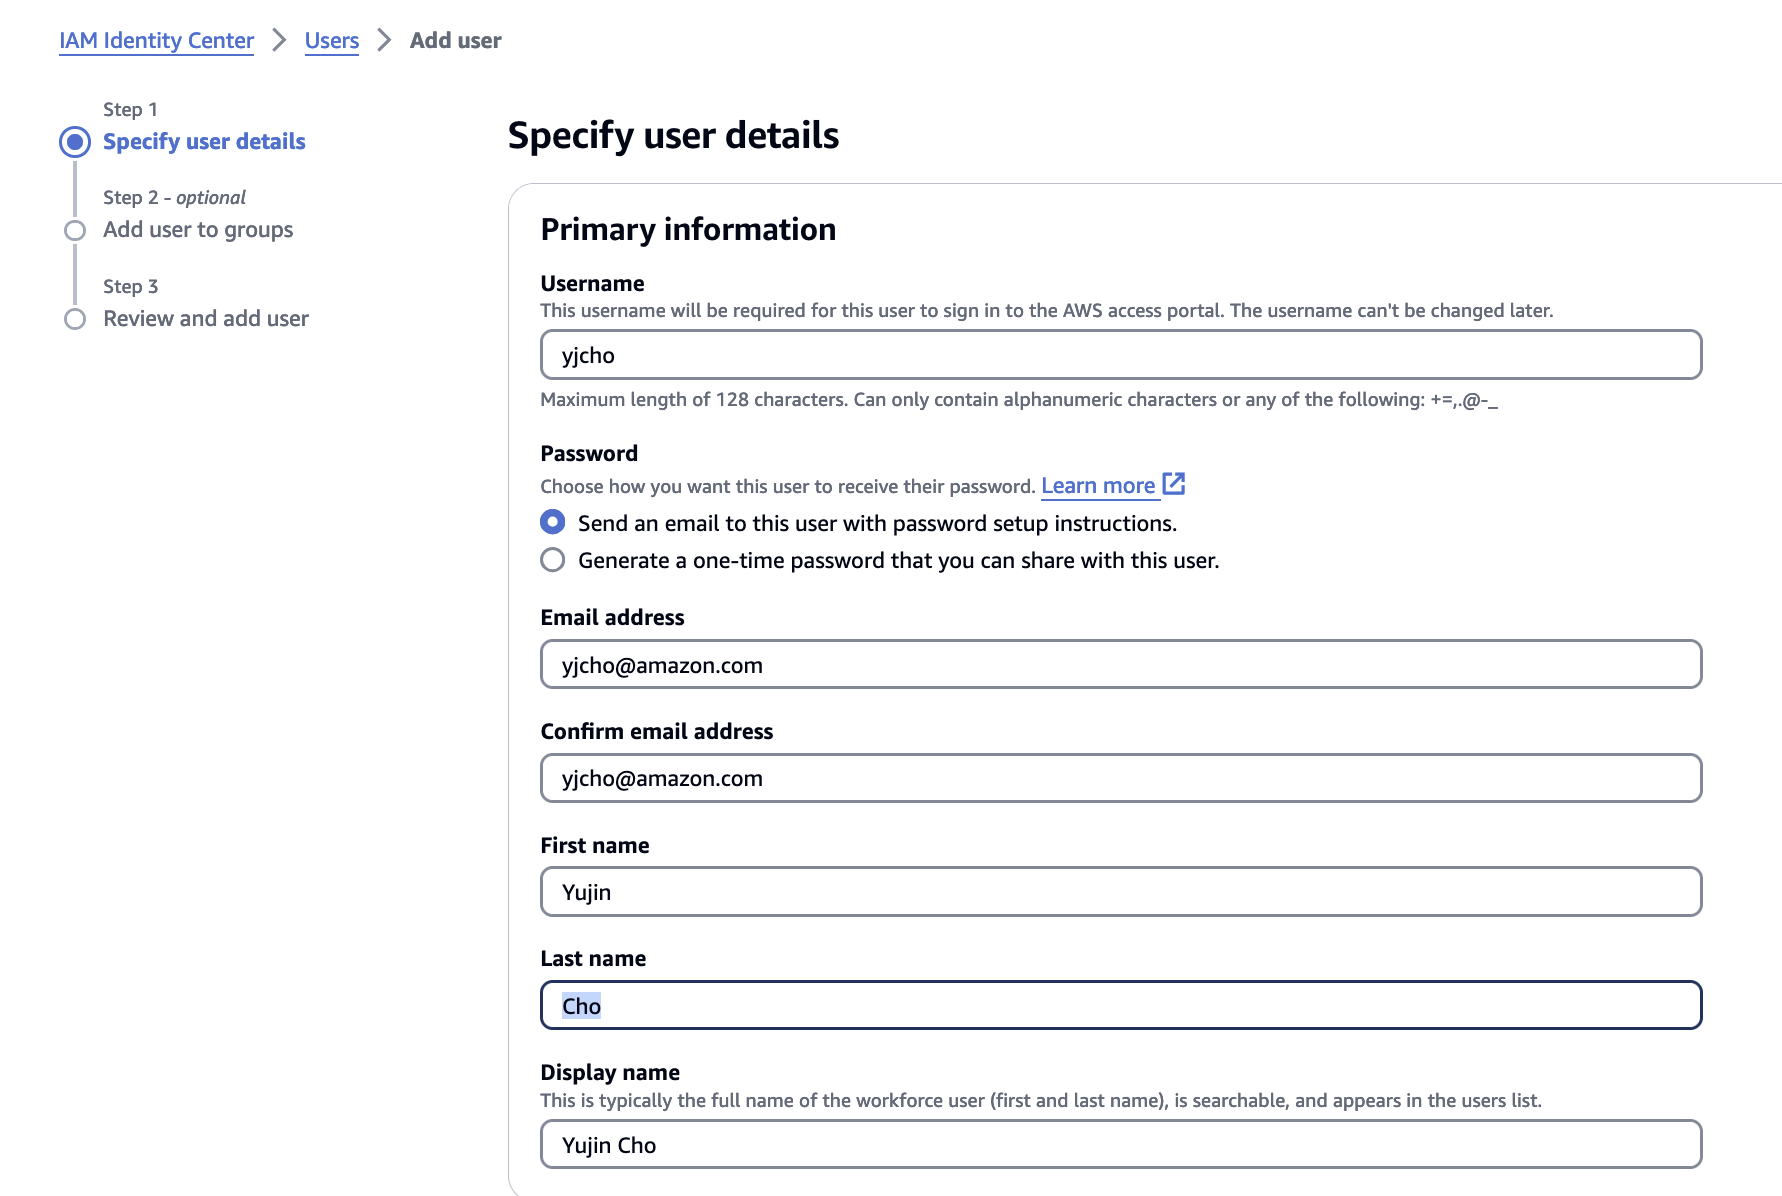 IAM Identity Center > Users > Add user
Step 1
Specify user details
Step 2 - optional
Add user to groups
Step 3
Review and add user
Specify user details
Primary information
Username
This username will be required for this user to sign in to the AWS access portal. The username can't be changed later.
yjcho
Maximum length of 128 characters. Can only contain alphanumeric characters or any of the following: +=,.@-_
Password
Choose how you want this user to receive their password. Learn more
Send an email to this user with password setup instructions.
Generate a one-time password that you can share with this user.
Email address
yjcho@amazon.com
Confirm email address
yjcho@amazon.com
First name
Yujin
Last name
Cho
Display name
This is typically the full name of the workforce user (first and last name), is searchable, and appears in the users list.
Yujin Cho